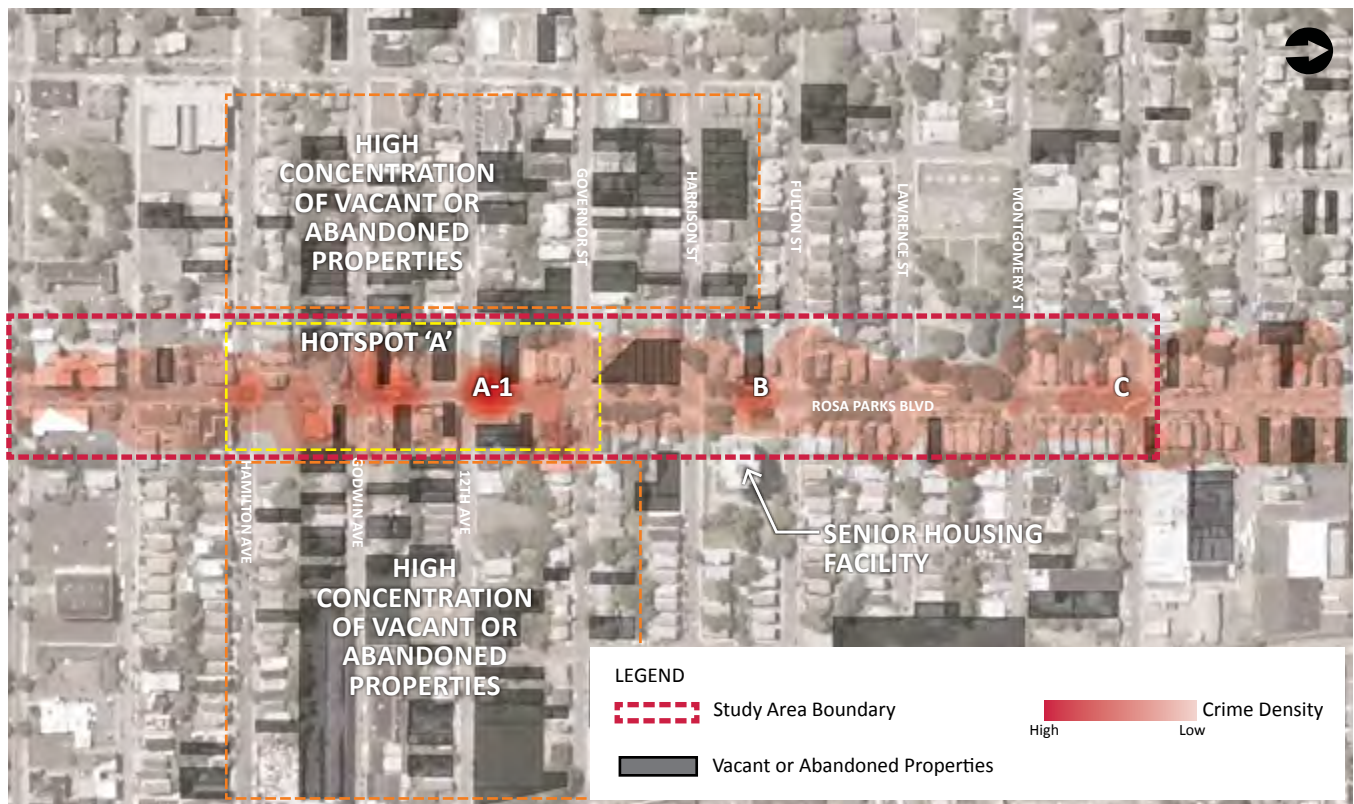 HIGH
CONCENTRATION
OF VACANT OR
ABANDONED
PROPERTIES
GOVERNOR ST
HARRISON ST
FULTON ST
LAWRENCE ST
MONTGOMERY ST
HOTSPOT 'A'
A-1
B
C
ROSA PARKS BLVD
HAMILTON AVE
GODWIN AVE
12TH AVE
SENIOR HOUSING
FACILITY
HIGH
CONCENTRATION
OF VACANT OR
ABANDONED
PROPERTIES
LEGEND
Study Area Boundary
Crime Density
High
Low
Vacant or Abandoned Properties